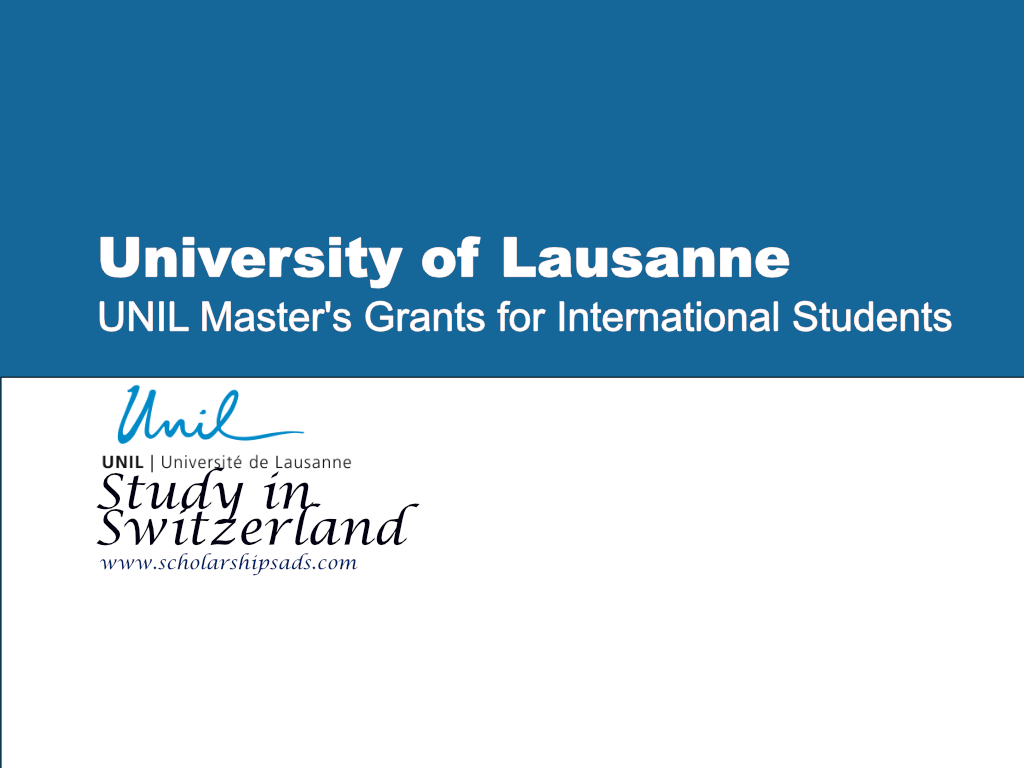 University of Lausanne
UNIL Master's Grants for International Students
Unil
UNIL | Université de Lausanne
Study in
Switzerland
www.scholarshipsads.com